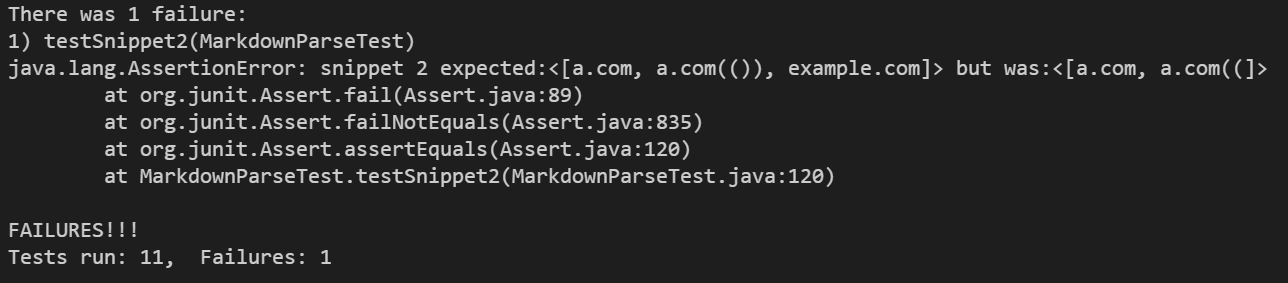 There was 1 failure:
1) testSnippet2(MarkdownParseTest)
java.lang.AssertionError: snippet 2 expected:<[a.com, a.com(()), example.com]> but was:<[a.com, a.com((]>
        at org.junit.Assert.fail(Assert.java:89)
        at org.junit.Assert.failNotEquals(Assert.java:835)
        at org.junit.Assert.assertEquals(Assert.java:120)
        at MarkdownParseTest.testSnippet2(MarkdownParseTest.java:120)
FAILURES!!!
Tests run: 11,  Failures: 1